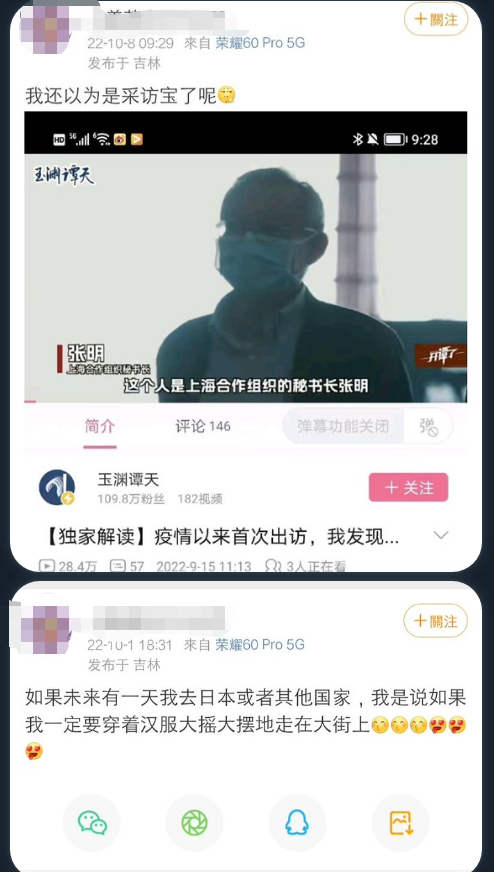 22-10-8 09:29 來自 荣耀60 Pro 5G
＋關注
发布于 吉林
我还以为是采访宝了呢
HD 5G 6 9:28
玉渊谭天
张明
上海合作组织秘书长
开谭了
这个人是上海合作组织的秘书长张明
简介 评论 146 弹幕功能关闭 弹
玉渊谭天
109.8万粉丝 182视频
＋ 关注
【独家解读】疫情以来首次出访，我发现...
28.4万 57 2022-9-15 11:13 3人正在看
＋關注
22-10-1 18:31 來自 荣耀60 Pro 5G
发布于 吉林
如果未来有一天我去日本或者其他国家，我是说如果
我一定要穿着汉服大摇大摆地走在大街上